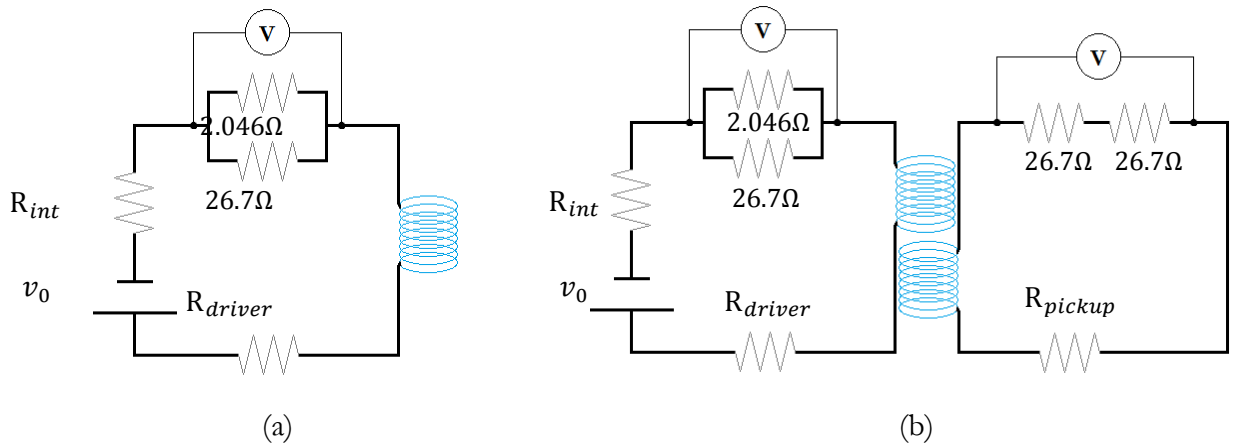 V
2.046Ω
26.7Ω
R_int
v_0
R_driver
(a)
V
2.046Ω
26.7Ω
R_int
v_0
R_driver
V
26.7Ω 26.7Ω
R_pickup
(b)